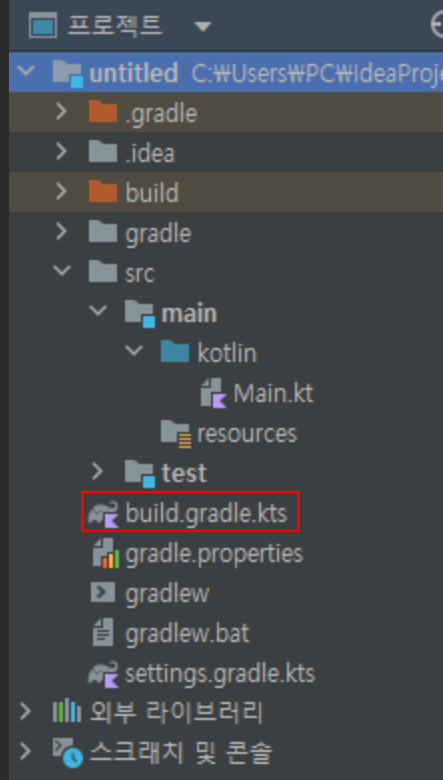 프로젝트
untitled C:₩Users₩PC₩IdeaProje
.gradle
.idea
build
gradle
src
main
kotlin
Main.kt
resources
test
build.gradle.kts
gradle.properties
gradlew
gradlew.bat
settings.gradle.kts
외부 라이브러리
스크래치 및 콘솔